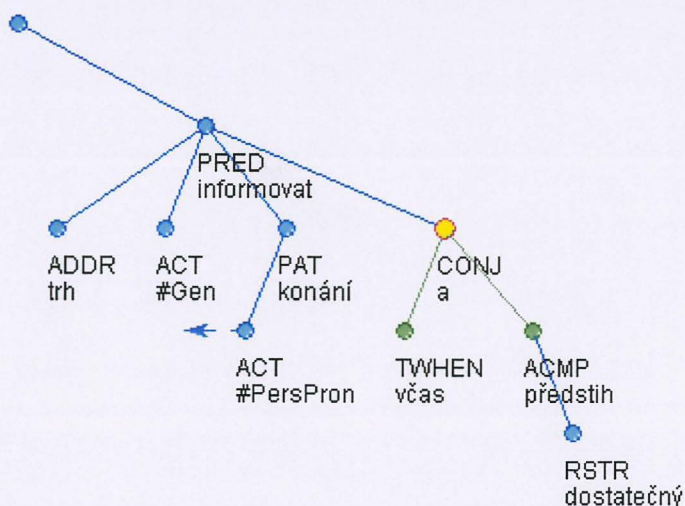 PRED
informovat
ADDR
trh
ACT
#Gen
PAT
konání
CONJ
a
ACT
#PersPron
TWHEN
včas
ACMP
předstih
RSTR
dostatečný